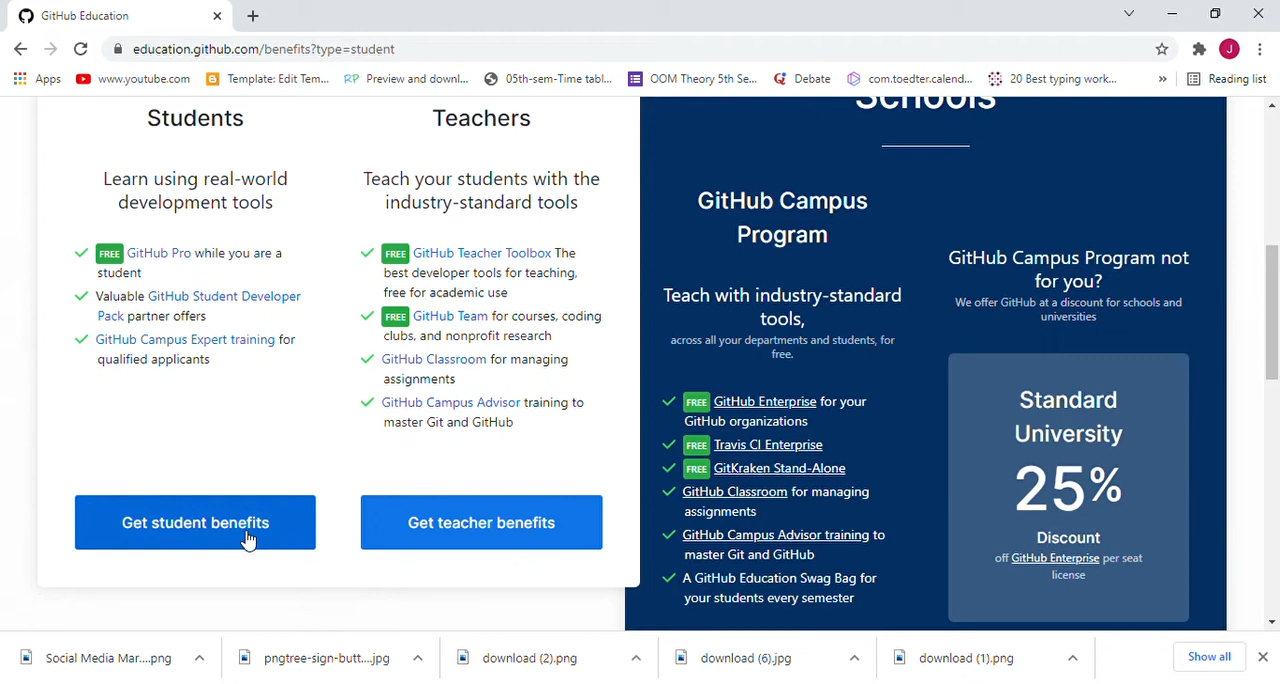 GitHub Education
education.github.com/benefits?type=student
J
Apps
www.youtube.com
Template: Edit Tem...
RP
Preview and downl...
05th-sem-Time tabl...
OOM Theory 5th Se...
Debate
com.toedter.calend...
20 Best typing work...
»
Reading list
Students
Learn using real-world
development tools
FREE GitHub Pro while you are a
student
Valuable GitHub Student Developer
Pack partner offers
GitHub Campus Expert training for
qualified applicants
Get student benefits
Teachers
Teach your students with the
industry-standard tools
FREE GitHub Teacher Toolbox The
best developer tools for teaching,
free for academic use
FREE GitHub Team for courses, coding
clubs, and nonprofit research
GitHub Classroom for managing
assignments
GitHub Campus Advisor training to
master Git and GitHub
Get teacher benefits
Schools
GitHub Campus
Program
Teach with industry-standard
tools,
across all your departments and students, for
free.
FREE GitHub Enterprise for your
GitHub organizations
FREE Travis CI Enterprise
FREE GitKraken Stand-Alone
GitHub Classroom for managing
assignments
GitHub Campus Advisor training to
master Git and GitHub
A GitHub Education Swag Bag for
your students every semester
GitHub Campus Program not
for you?
We offer GitHub at a discount for schools and
universities
Standard
University
25%
Discount
off GitHub Enterprise per seat
license
Social Media Mar....png
pngtree-sign-butt....jpg
download (2).png
download (6).jpg
download (1).png
Show all